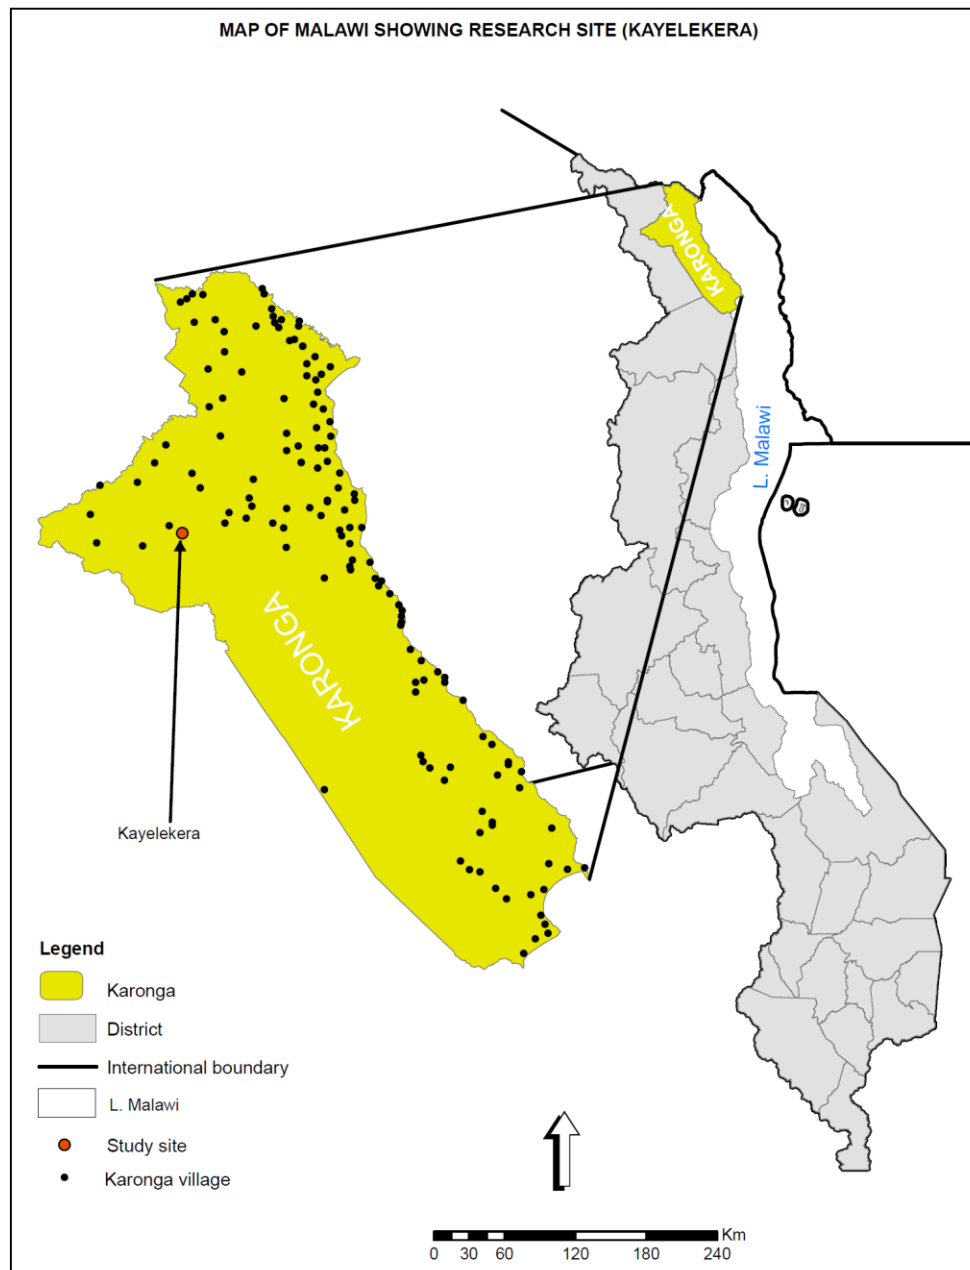 MAP OF MALAWI SHOWING RESEARCH SITE (KAYELEKERA)
KARONGA
L. Malawi
KARONGA
Kayelekera
Legend
Karonga
District
International boundary
L. Malawi
Study site
Karonga village
Km
0 30 60 120 180 240